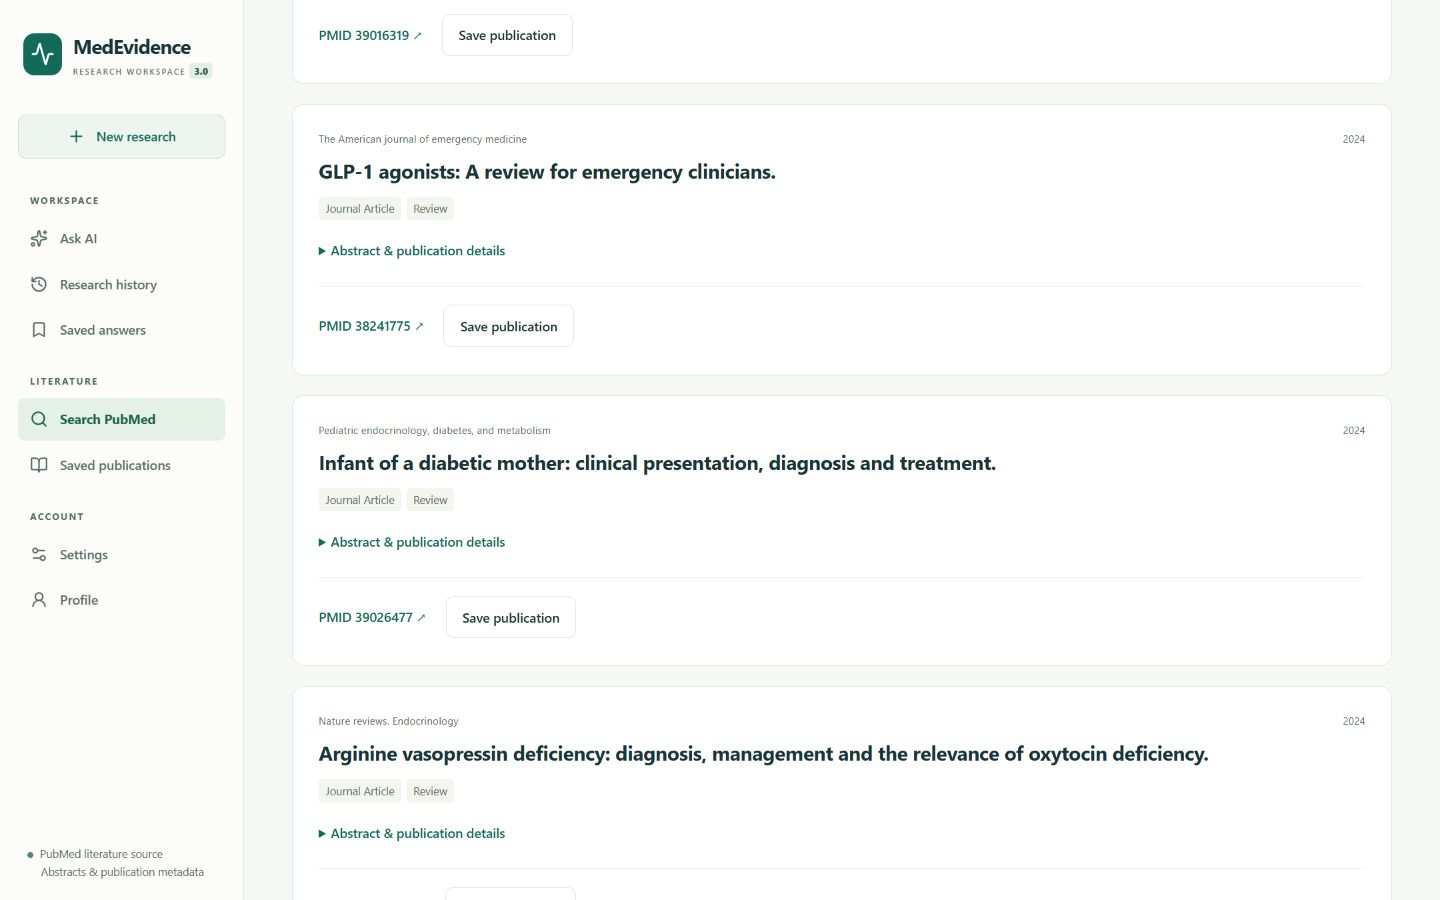 MedEvidence
RESEARCH WORKSPACE 3.0
New research
WORKSPACE
Ask AI
Research history
Saved answers
LITERATURE
Search PubMed
Saved publications
ACCOUNT
Settings
Profile
PubMed literature source
Abstracts & publication metadata
PMID 39016319 ↗ Save publication
The American journal of emergency medicine 2024
GLP-1 agonists: A review for emergency clinicians.
Journal Article Review
▶ Abstract & publication details
PMID 38241775 ↗ Save publication
Pediatric endocrinology, diabetes, and metabolism 2024
Infant of a diabetic mother: clinical presentation, diagnosis and treatment.
Journal Article Review
▶ Abstract & publication details
PMID 39026477 ↗ Save publication
Nature reviews. Endocrinology 2024
Arginine vasopressin deficiency: diagnosis, management and the relevance of oxytocin deficiency.
Journal Article Review
▶ Abstract & publication details